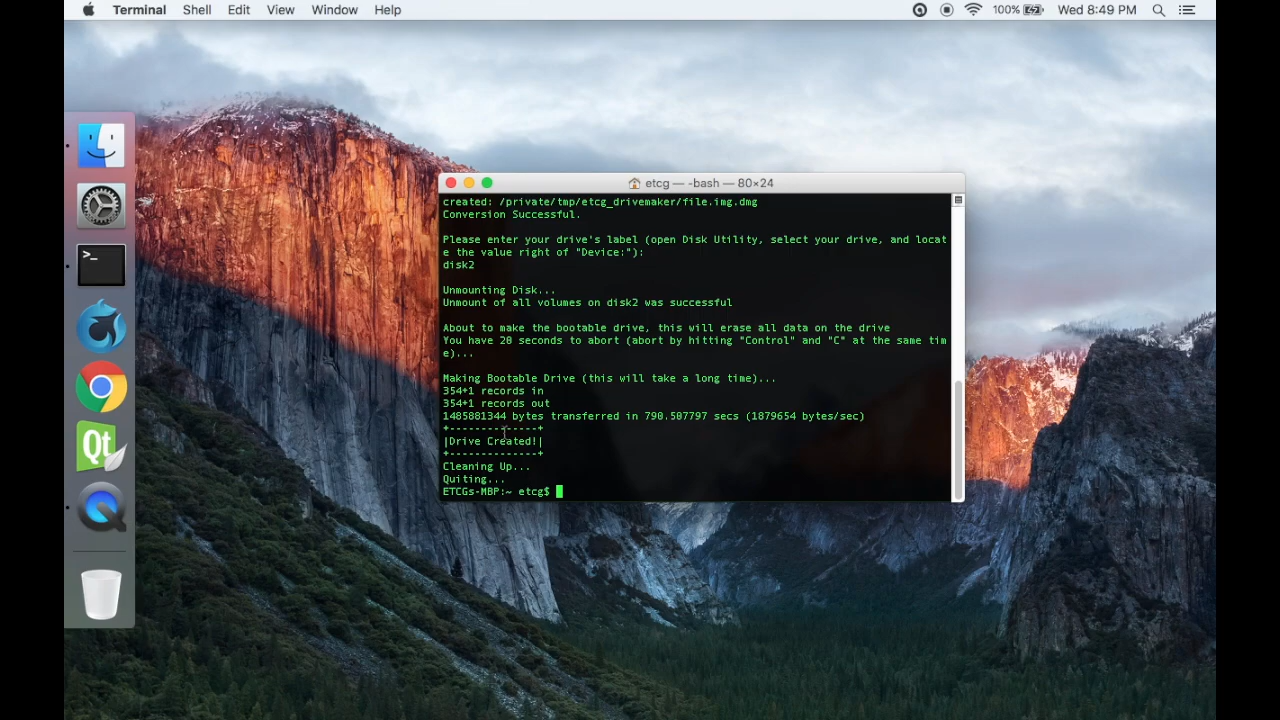 Terminal Shell Edit View Window Help 100% Wed 8:49 PM
etcg — -bash — 80×24
created: /private/tmp/etcg_drivemaker/file.img.dmg
Conversion Successful.
Please enter your drive's label (open Disk Utility, select your drive, and locat
e the value right of "Device:"):
disk2
Unmounting Disk...
Unmount of all volumes on disk2 was successful
About to make the bootable drive, this will erase all data on the drive
You have 20 seconds to abort (abort by hitting "Control" and "C" at the same tim
e)...
Making Bootable Drive (this will take a long time)...
354+1 records in
354+1 records out
1485881344 bytes transferred in 790.507797 secs (1879654 bytes/sec)
+--------------+
|Drive Created!|
+--------------+
Cleaning Up...
Quiting...
ETCGs-MBP:~ etcg$
>_
Qt